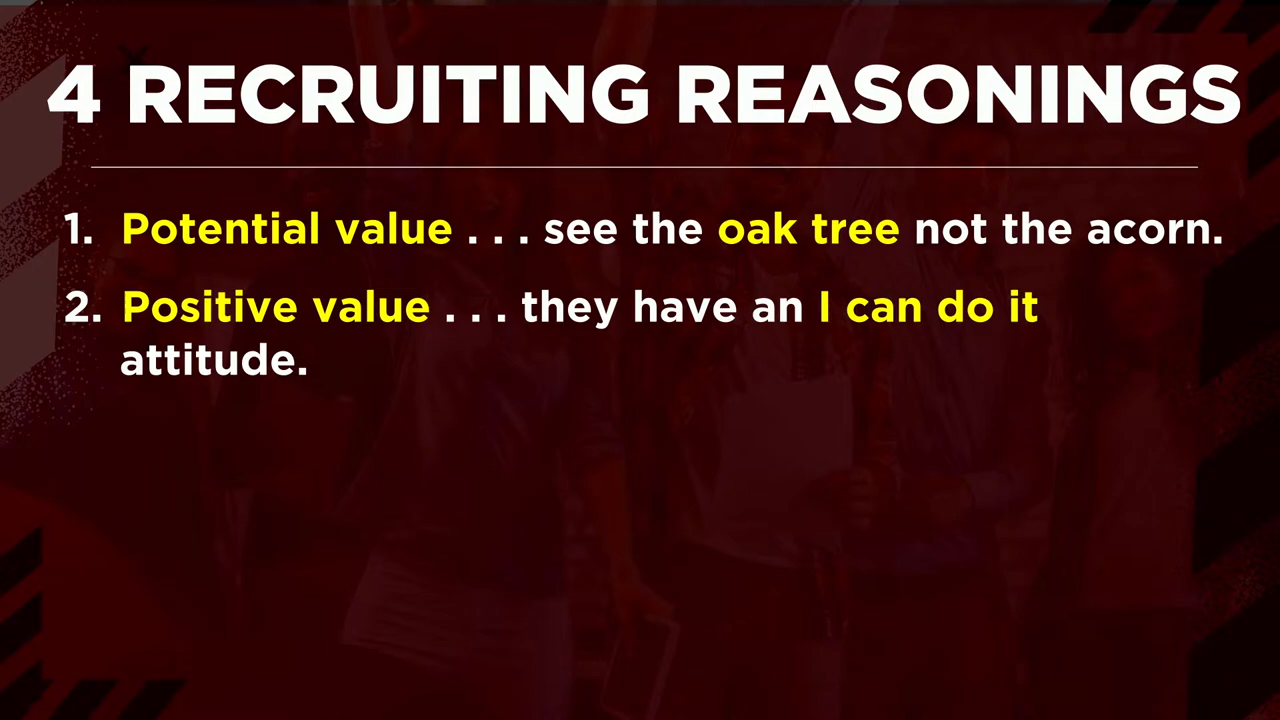 4 RECRUITING REASONINGS
1. Potential value . . . see the oak tree not the acorn.
2. Positive value . . . they have an I can do it
attitude.